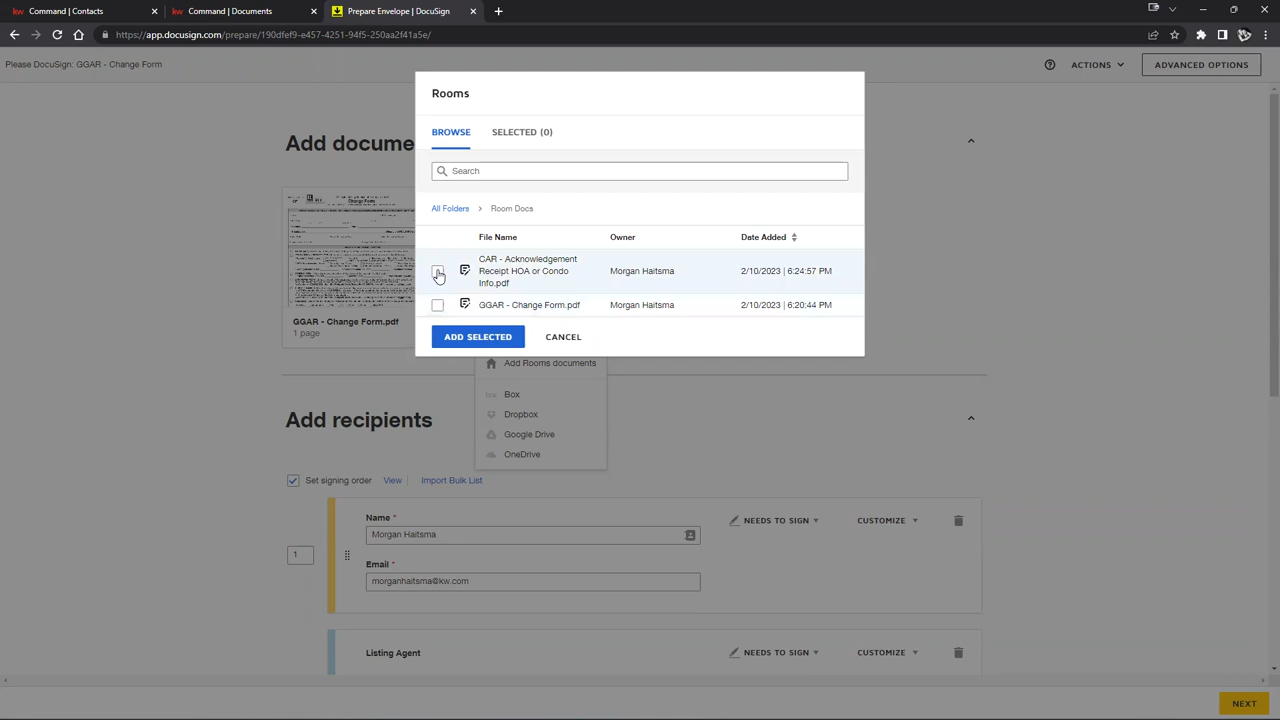 Command | Contacts
Command | Documents
Prepare Envelope | DocuSign
https://app.docusign.com/prepare/190dfef9-e457-4251-94f5-250aa2f41a5e/
Please DocuSign: GGAR - Change Form
ACTIONS
ADVANCED OPTIONS
Rooms
BROWSE
SELECTED (0)
Add docume
Search
All Folders > Room Docs
File Name
Owner
Date Added
Change Form
CAR - Acknowledgement
Receipt HOA or Condo
Info.pdf
Morgan Haitsma
2/10/2023 | 6:24:57 PM
GGAR - Change Form.pdf
Morgan Haitsma
2/10/2023 | 6:20:44 PM
GGAR - Change Form.pdf
1 page
ADD SELECTED
CANCEL
Add Rooms documents
Box
Dropbox
Google Drive
OneDrive
Add recipients
Set signing order
View
Import Bulk List
Name *
Morgan Haitsma
NEEDS TO SIGN
CUSTOMIZE
1
Email *
morganhaitsma@kw.com
Listing Agent
NEEDS TO SIGN
CUSTOMIZE
NEXT